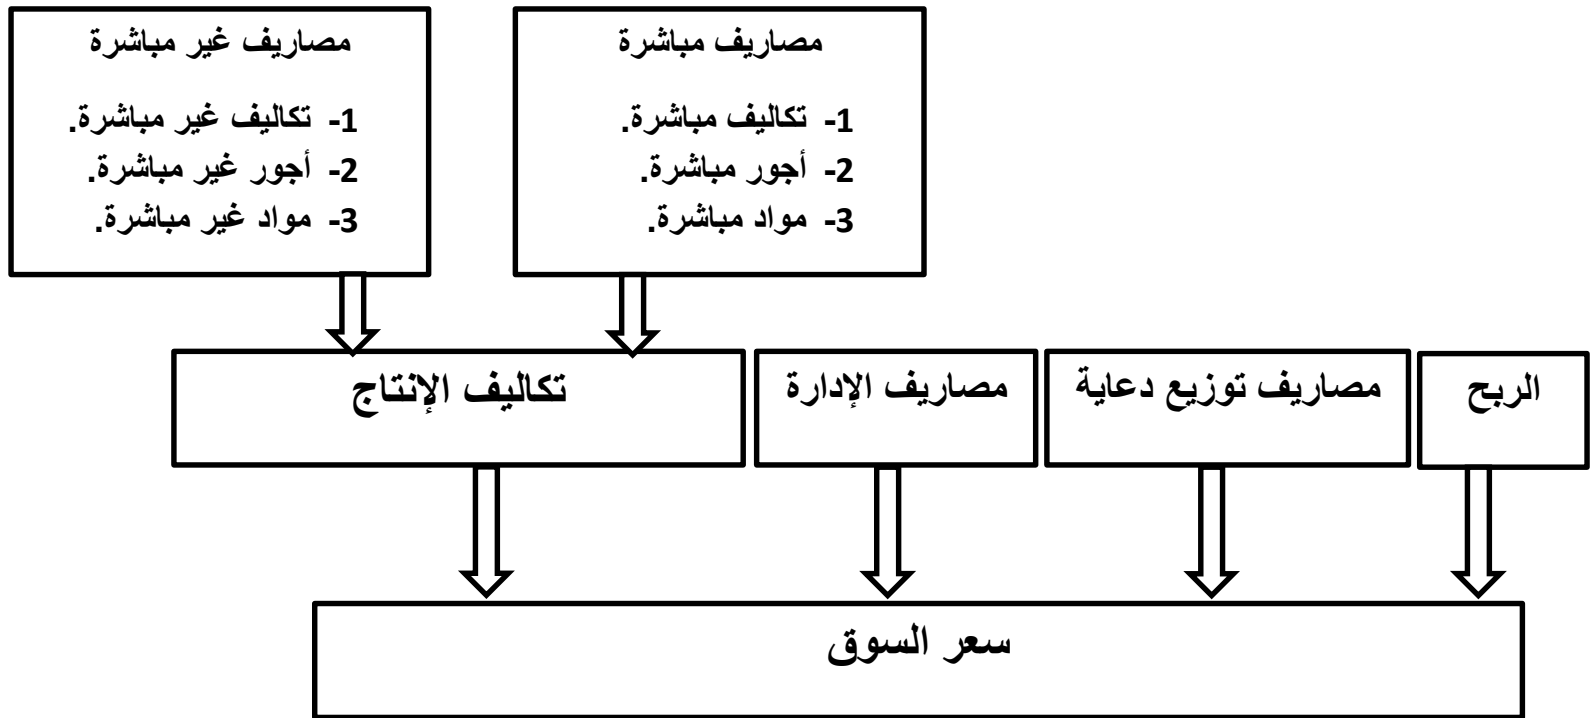 مصاريف مباشرة
1- تكاليف مباشرة.
2- أجور مباشرة.
3- مواد مباشرة.
مصاريف غير مباشرة
1- تكاليف غير مباشرة.
2- أجور غير مباشرة.
3- مواد غير مباشرة.
الربح
مصاريف توزيع دعاية
مصاريف الإدارة
تكاليف الإنتاج
سعر السوق